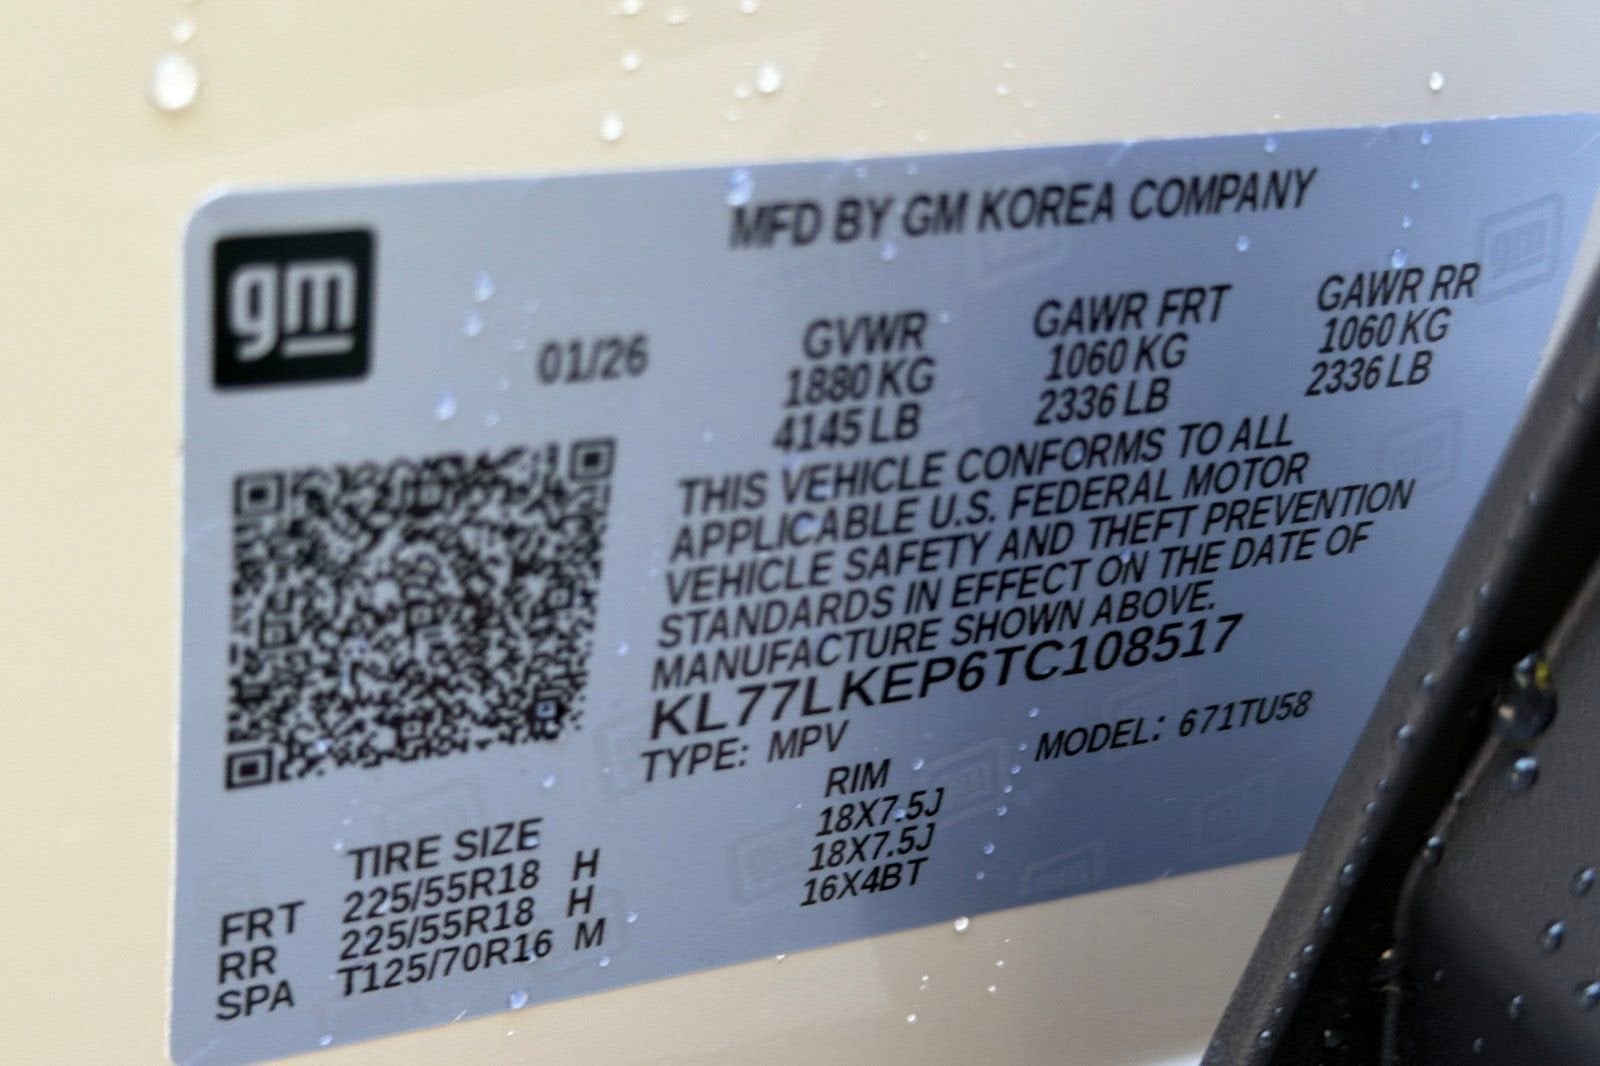 gm
MFD BY GM KOREA COMPANY
01/26
GVWR GAWR FRT GAWR RR
1880 KG 1060 KG 1060 KG
4145 LB 2336 LB 2336 LB
THIS VEHICLE CONFORMS TO ALL
APPLICABLE U.S. FEDERAL MOTOR
VEHICLE SAFETY AND THEFT PREVENTION
STANDARDS IN EFFECT ON THE DATE OF
MANUFACTURE SHOWN ABOVE.
KL77LKEP6TC108517
TYPE: MPV MODEL: 671TU58
TIRE SIZE RIM
FRT 225/55R18 H 18X7.5J
RR 225/55R18 H 18X7.5J
SPA T125/70R16 M 16X4BT